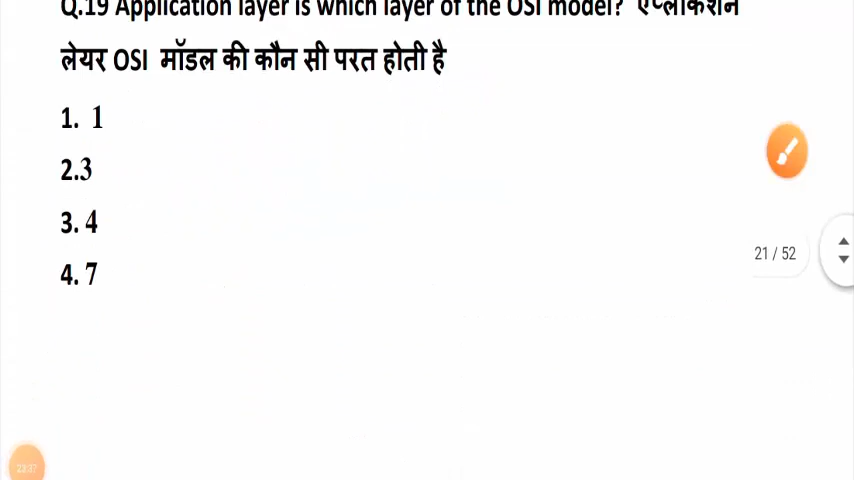 Q.19 Application layer is which layer of the OSI model? एप्लीकेशन
लेयर OSI मॉडल की कौन सी परत होती है
1. 1
2.3
3. 4
4. 7
21 / 52